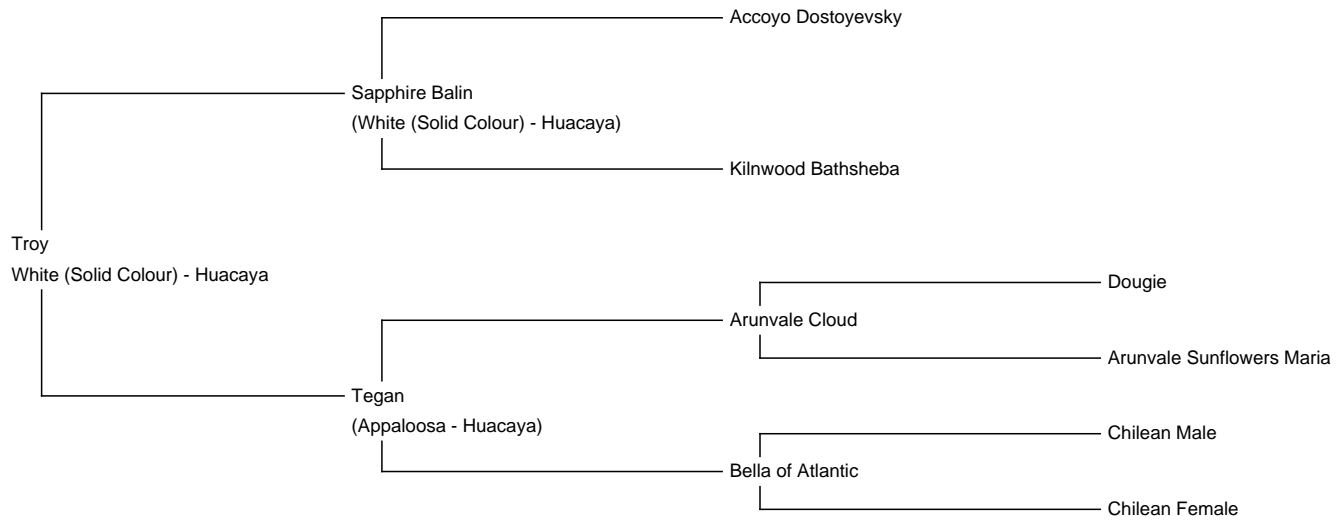 Accoyo Dostoyevsky
Sapphire Balin
(White (Solid Colour) - Huacaya)
Kilnwood Bathsheba
Troy
White (Solid Colour) - Huacaya
Dougie
Arunvale Cloud
Arunvale Sunflowers Maria
Tegan
(Appaloosa - Huacaya)
Chilean Male
Bella of Atlantic
Chilean Female